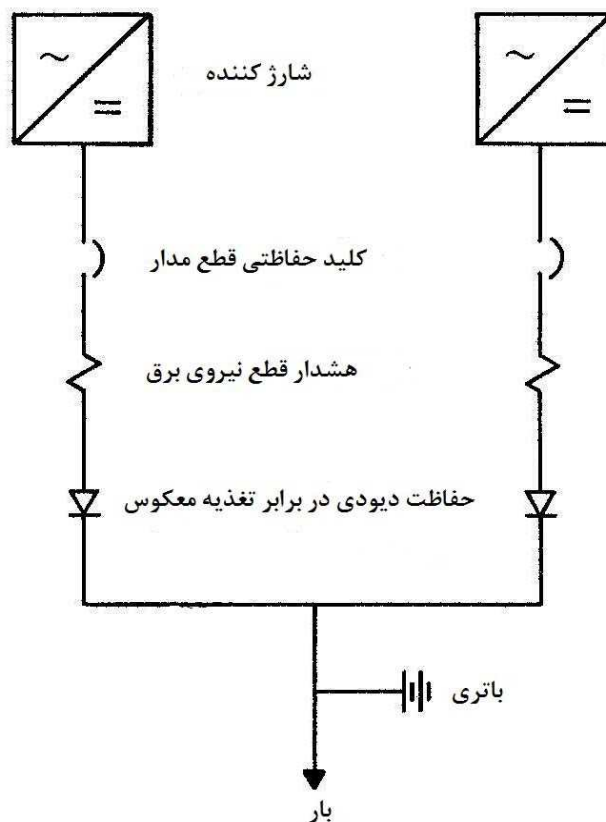 شارژ کننده
کلید حفاظتی قطع مدار
هشدار قطع نیروی برق
حفاظت دیودی در برابر تغذیه معکوس
باتری
بار